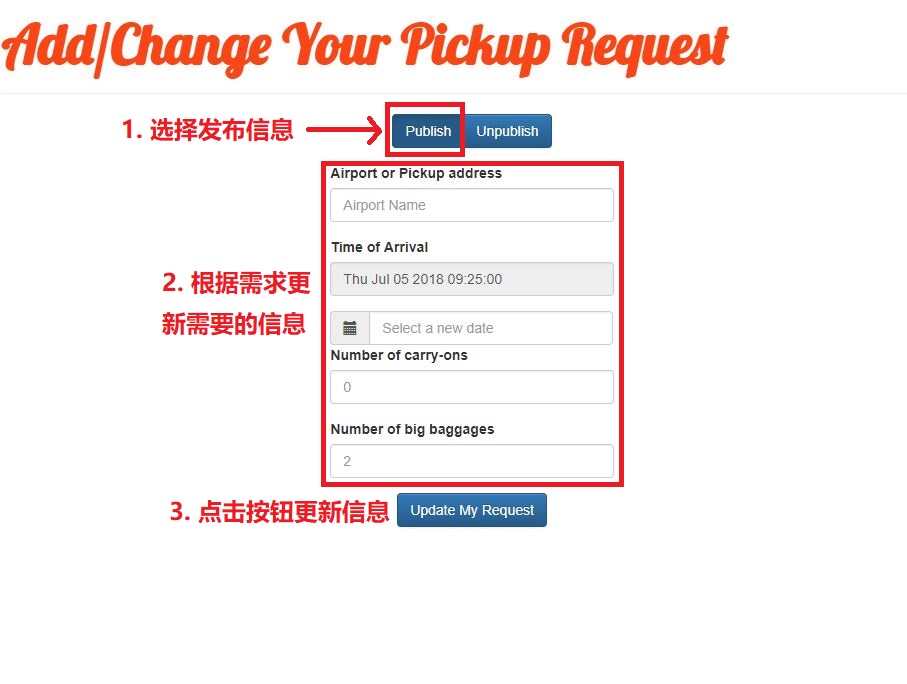 Add/Change Your Pickup Request
1. 选择发布信息
Publish
Unpublish
Airport or Pickup address
Airport Name
Time of Arrival
Thu Jul 05 2018 09:25:00
2. 根据需求更
新需要的信息
Select a new date
Number of carry-ons
0
Number of big baggages
2
3. 点击按钮更新信息
Update My Request